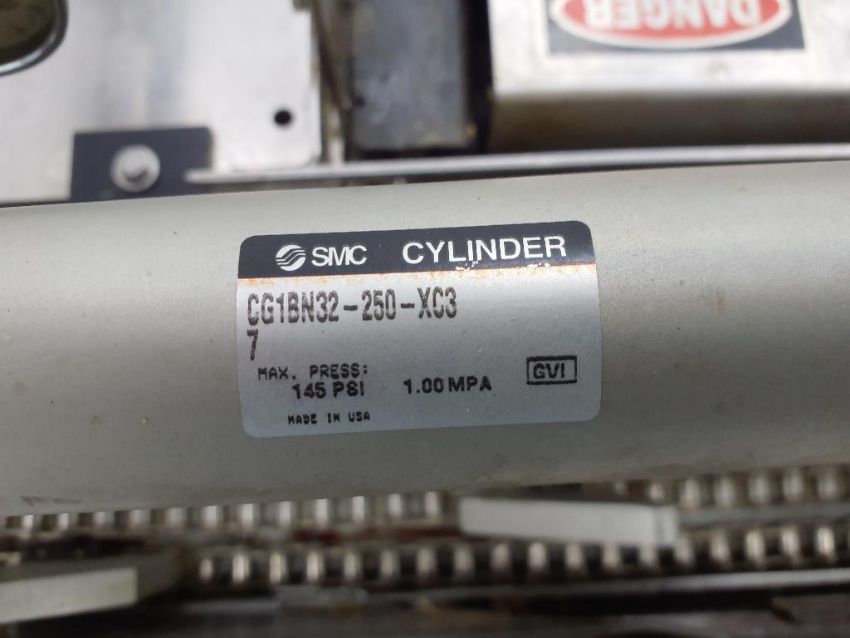 DANGER
SMC CYLINDER
CG1BN32-250-XC3
7
MAX. PRESS:
145 PSI 1.00 MPA GVI
MADE IN USA